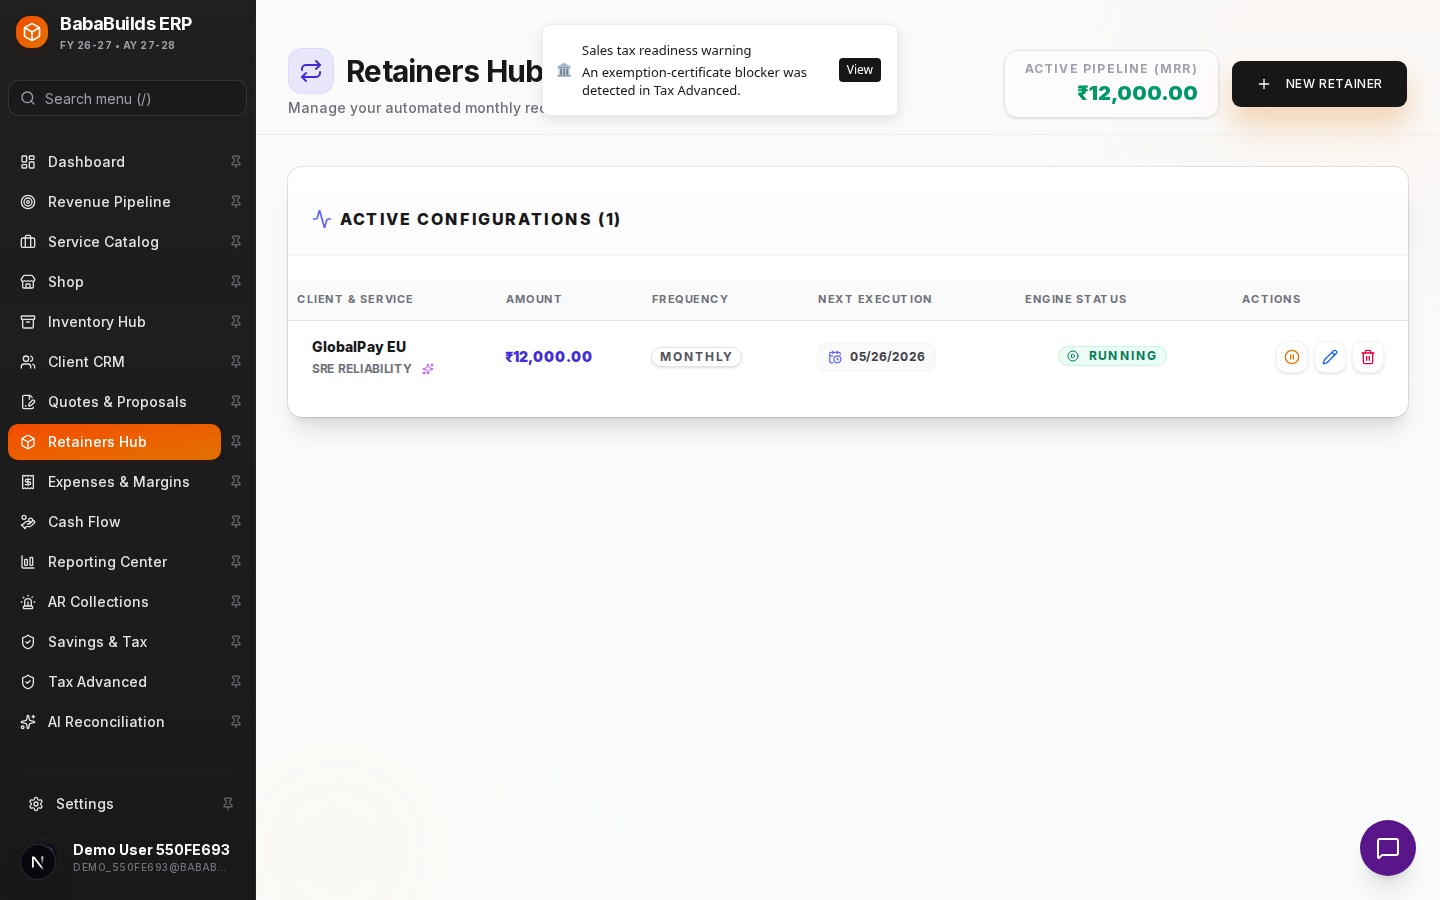 BabaBuilds ERP
FY 26-27 • AY 27-28
Search menu (/)
Dashboard
Revenue Pipeline
Service Catalog
Shop
Inventory Hub
Client CRM
Quotes & Proposals
Retainers Hub
Expenses & Margins
Cash Flow
Reporting Center
AR Collections
Savings & Tax
Tax Advanced
AI Reconciliation
Settings
Demo User 550FE693
DEMO_550FE693@BABAB...
Retainers Hub
Manage your automated monthly rec
Sales tax readiness warning
An exemption-certificate blocker was
detected in Tax Advanced.
View
ACTIVE PIPELINE (MRR)
₹12,000.00
NEW RETAINER
ACTIVE CONFIGURATIONS (1)
CLIENT & SERVICE AMOUNT FREQUENCY NEXT EXECUTION ENGINE STATUS ACTIONS
GlobalPay EU
SRE RELIABILITY
₹12,000.00
MONTHLY
05/26/2026
RUNNING